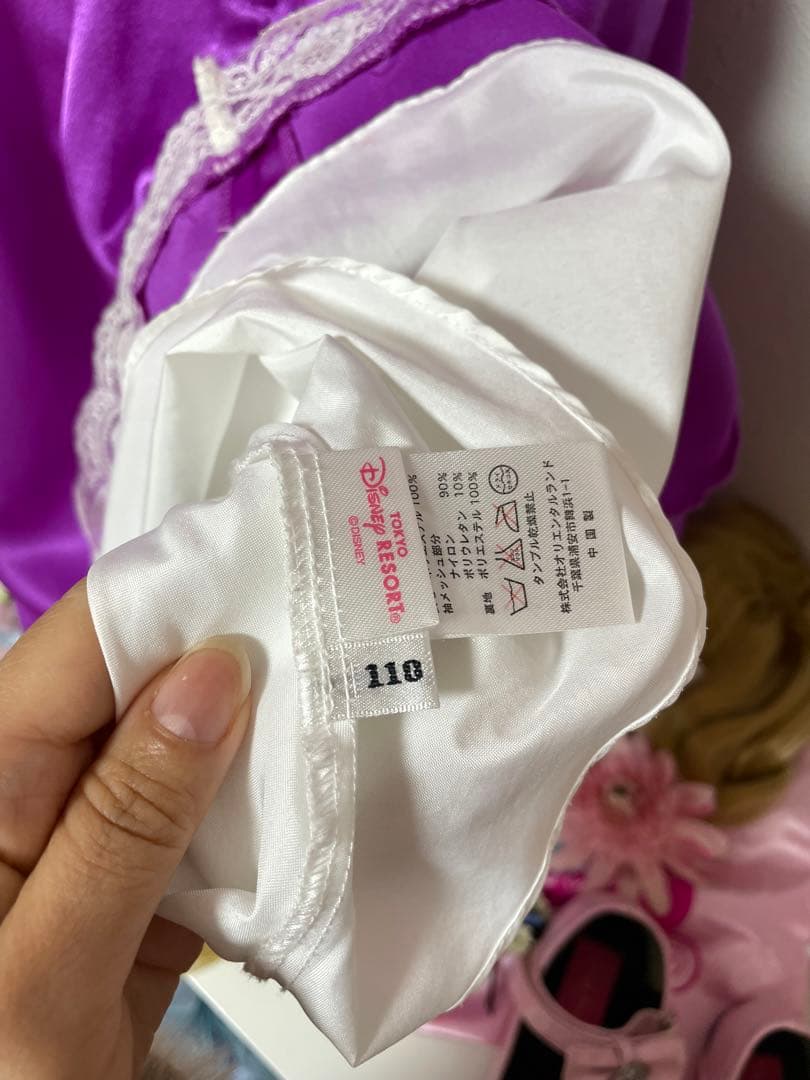 TOKYO
DISNEY RESORT®
©DISNEY
110
100%
袖メッシュ部分
ナイロン 90%
ポリウレタン 10%
裏地 ポリエステル 100%
タンブル乾燥禁止
株式会社オリエンタルランド
千葉県浦安市舞浜1-1
中国製